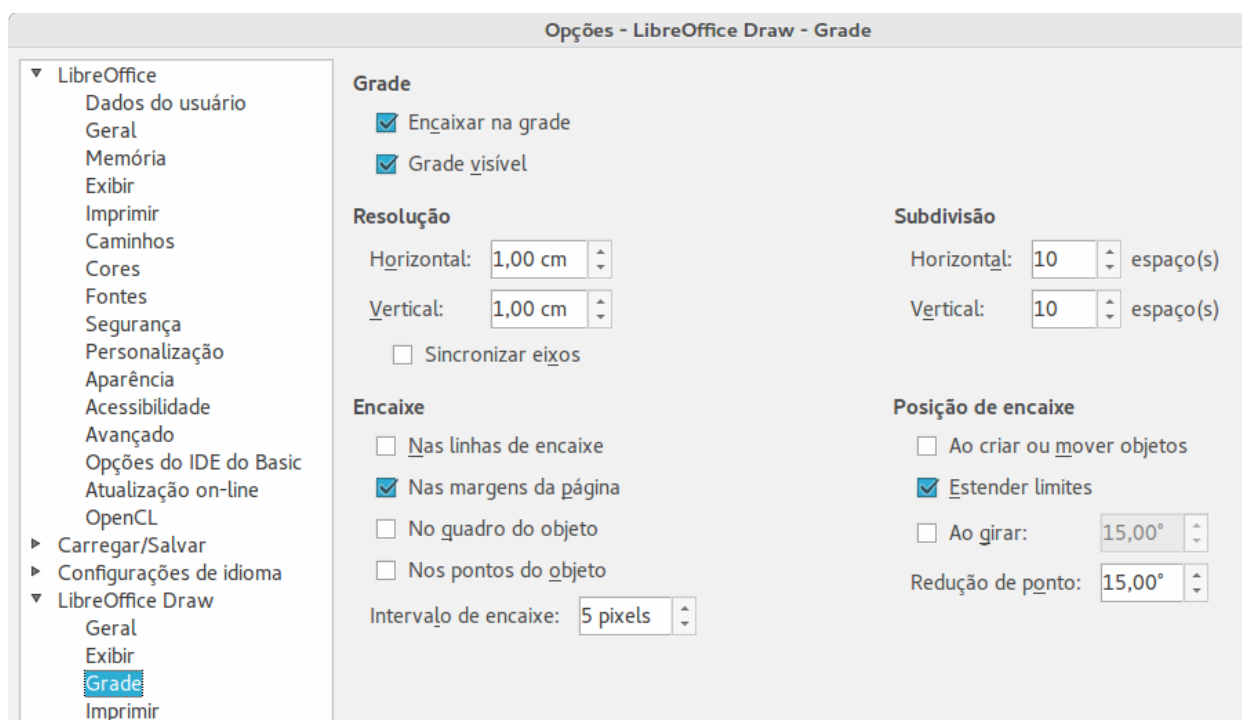 Opções - LibreOffice Draw - Grade
LibreOffice
Dados do usuário
Geral
Memória
Exibir
Imprimir
Caminhos
Cores
Fontes
Segurança
Personalização
Aparência
Acessibilidade
Avançado
Opções do IDE do Basic
Atualização on-line
OpenCL
Carregar/Salvar
Configurações de idioma
LibreOffice Draw
Geral
Exibir
Grade
Imprimir
Grade
Encaixar na grade
Grade visível
Resolução
Horizontal: 1,00 cm
Vertical: 1,00 cm
Sincronizar eixos
Subdivisão
Horizontal: 10 espaço(s)
Vertical: 10 espaço(s)
Encaixe
Nas linhas de encaixe
Nas margens da página
No quadro do objeto
Nos pontos do objeto
Intervalo de encaixe: 5 pixels
Posição de encaixe
Ao criar ou mover objetos
Estender limites
Ao girar: 15,00°
Redução de ponto: 15,00°